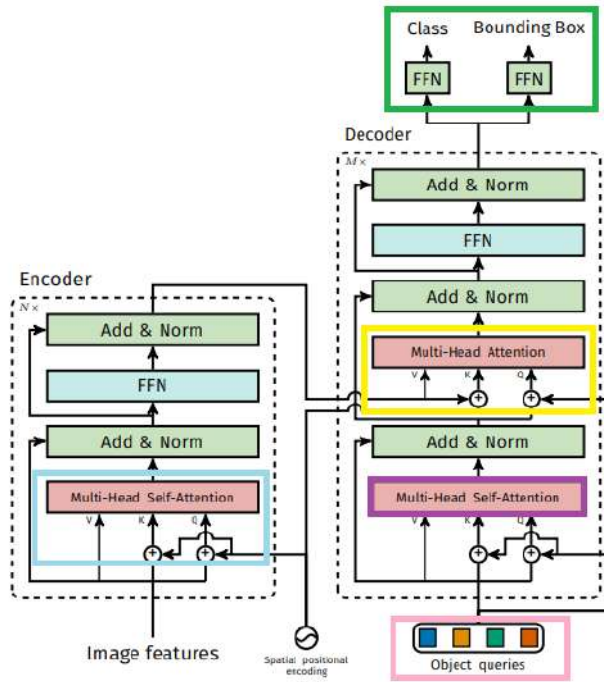 Class Bounding Box
FFN FFN
Decoder
M×
Add & Norm
FFN
Add & Norm
Multi-Head Attention
V K Q
Add & Norm
Multi-Head Self-Attention
V K Q
Object queries
Encoder
N×
Add & Norm
FFN
Add & Norm
Multi-Head Self-Attention
V K Q
Image features
Spatial positional
encoding